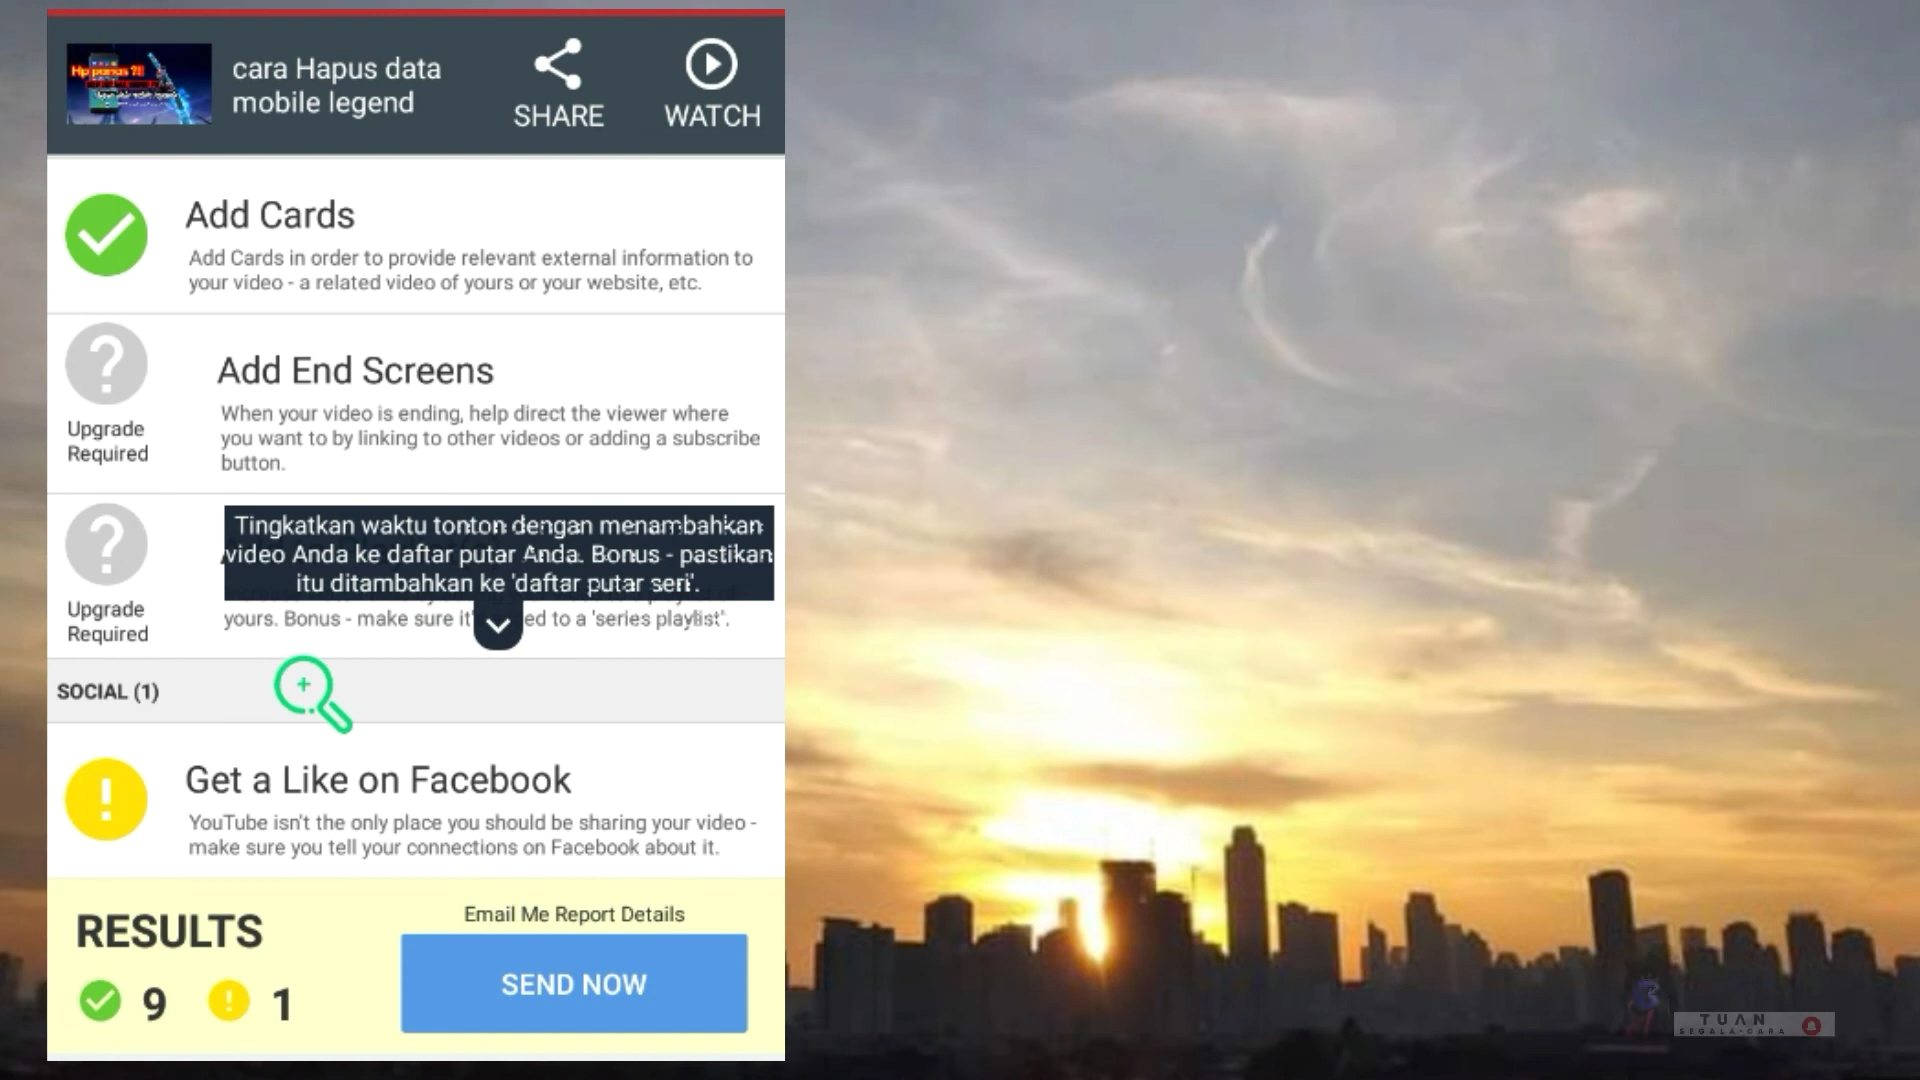 Hp panas ?!!
cara Hapus data
mobile legend
SHARE
WATCH
Add Cards
Add Cards in order to provide relevant external information to
your video - a related video of yours or your website, etc.
Upgrade
Required
Add End Screens
When your video is ending, help direct the viewer where
you want to by linking to other videos or adding a subscribe
button.
Upgrade
Required
Tingkatkan waktu tonton dengan menambahkan
video Anda ke daftar putar Anda. Bonus - pastikan
itu ditambahkan ke 'daftar putar seri'.
yours. Bonus - make sure it' ed to a 'series playlist'.
SOCIAL (1)
Get a Like on Facebook
YouTube isn't the only place you should be sharing your video -
make sure you tell your connections on Facebook about it.
RESULTS
9 1
Email Me Report Details
SEND NOW
TUAN
SEGALA-CARA